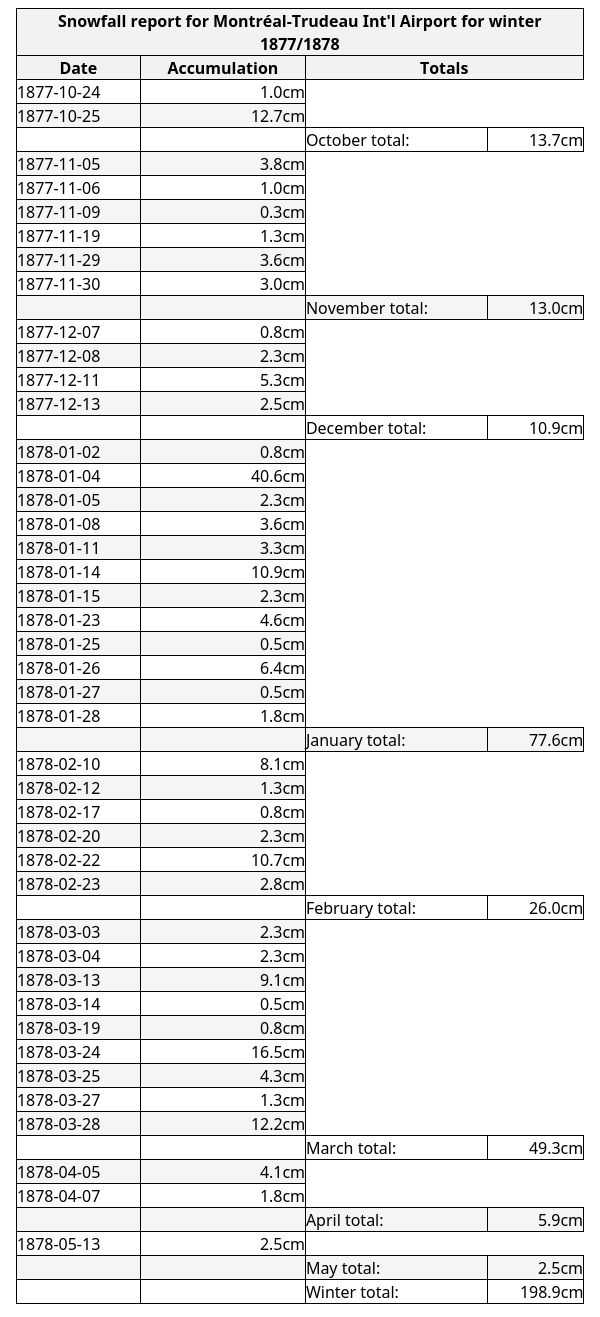 Snowfall report for Montréal-Trudeau Int'l Airport for winter
1877/1878
Date Accumulation Totals
1877-10-24 1.0cm
1877-10-25 12.7cm
October total: 13.7cm
1877-11-05 3.8cm
1877-11-06 1.0cm
1877-11-09 0.3cm
1877-11-19 1.3cm
1877-11-29 3.6cm
1877-11-30 3.0cm
November total: 13.0cm
1877-12-07 0.8cm
1877-12-08 2.3cm
1877-12-11 5.3cm
1877-12-13 2.5cm
December total: 10.9cm
1878-01-02 0.8cm
1878-01-04 40.6cm
1878-01-05 2.3cm
1878-01-08 3.6cm
1878-01-11 3.3cm
1878-01-14 10.9cm
1878-01-15 2.3cm
1878-01-23 4.6cm
1878-01-25 0.5cm
1878-01-26 6.4cm
1878-01-27 0.5cm
1878-01-28 1.8cm
January total: 77.6cm
1878-02-10 8.1cm
1878-02-12 1.3cm
1878-02-17 0.8cm
1878-02-20 2.3cm
1878-02-22 10.7cm
1878-02-23 2.8cm
February total: 26.0cm
1878-03-03 2.3cm
1878-03-04 2.3cm
1878-03-13 9.1cm
1878-03-14 0.5cm
1878-03-19 0.8cm
1878-03-24 16.5cm
1878-03-25 4.3cm
1878-03-27 1.3cm
1878-03-28 12.2cm
March total: 49.3cm
1878-04-05 4.1cm
1878-04-07 1.8cm
April total: 5.9cm
1878-05-13 2.5cm
May total: 2.5cm
Winter total: 198.9cm